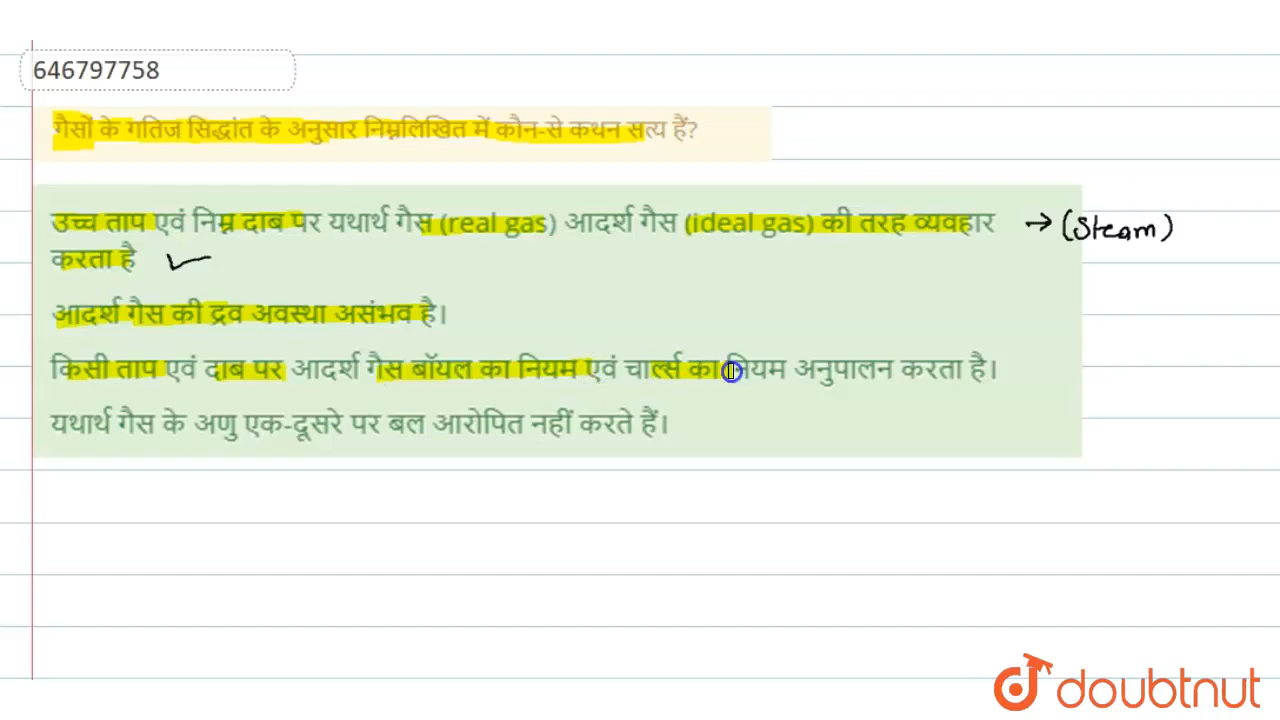 646797758
गैसों के गतिज सिद्धांत के अनुसार निम्नलिखित में कौन-से कथन सत्य हैं?
उच्च ताप एवं निम्न दाब पर यथार्थ गैस (real gas) आदर्श गैस (ideal gas) की तरह व्यवहार → (Steam)
करता है
आदर्श गैस की द्रव अवस्था असंभव है।
किसी ताप एवं दाब पर आदर्श गैस बॉयल का नियम एवं चार्ल्स का नियम अनुपालन करता है।
यथार्थ गैस के अणु एक-दूसरे पर बल आरोपित नहीं करते हैं।
doubtnut